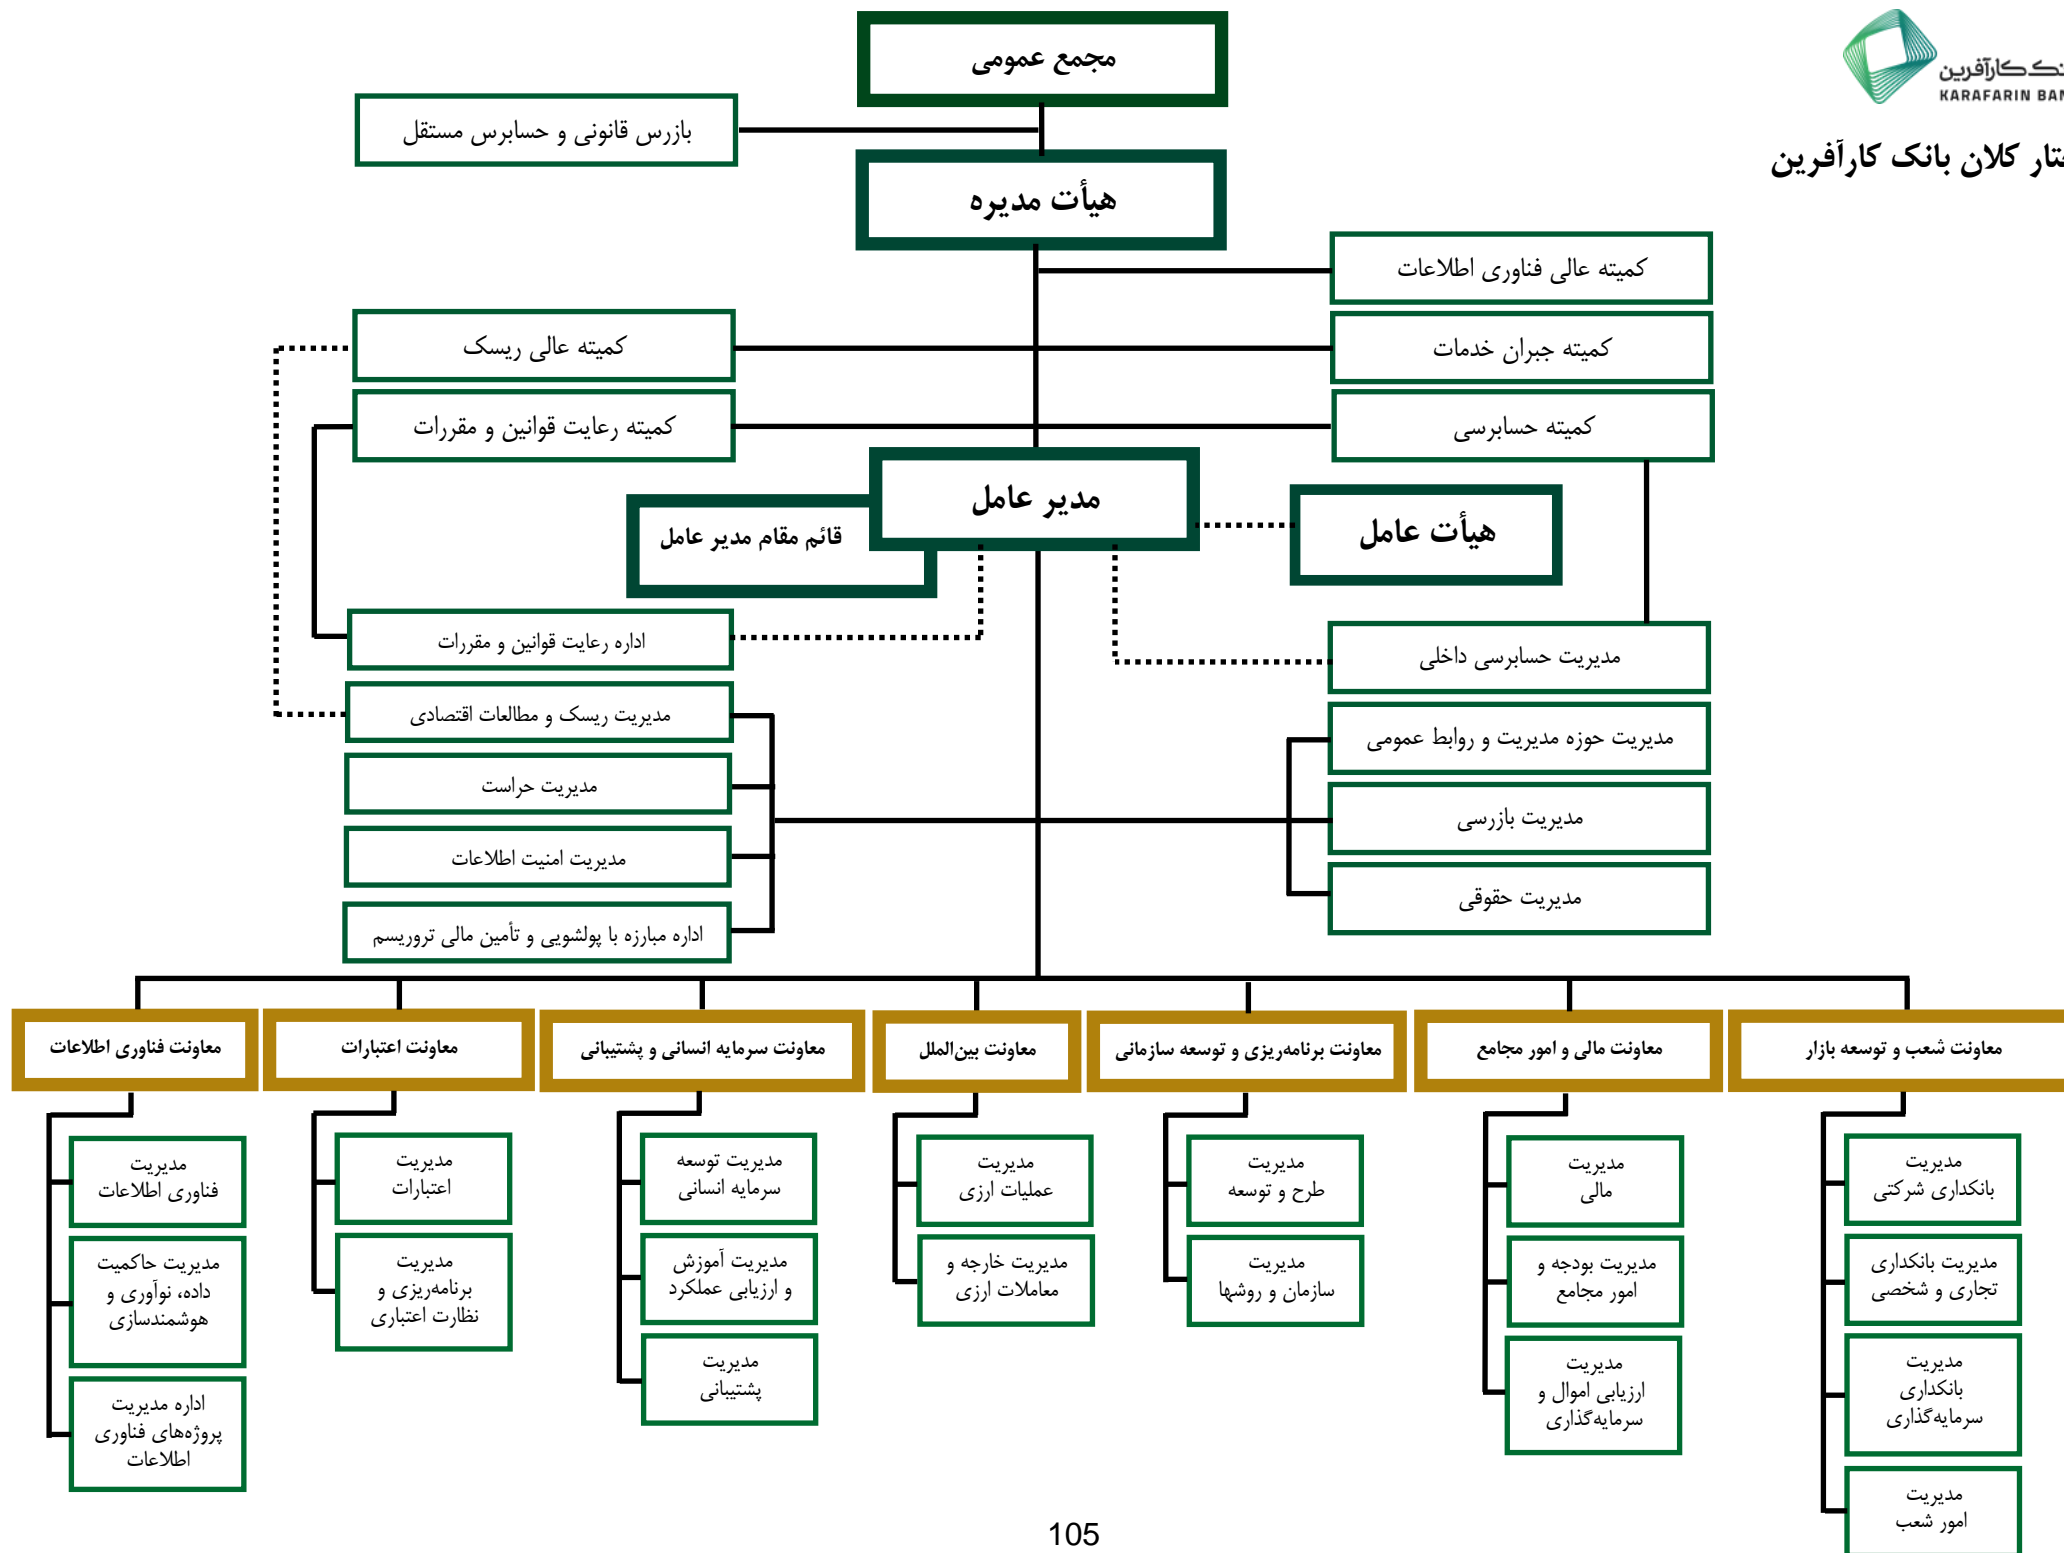 مجمع عمومی
کارآفرین
KARAFARIN
بازرس قانونی و حسابرس مستقل
کلان بانک کارآفرین
هیأت مدیره
کمیته عالی فناوری اطلاعات
کمیته عالی ریسک
کمیته جبران خدمات
کمیته رعایت قوانین و مقررات
کمیته حسابرسی
مدیر عامل
قائم مقام مدیر عامل
هیأت عامل
اداره رعایت قوانین و مقررات
مدیریت حسابرسی داخلی
مدیریت ریسک و مطالعات اقتصادی
مدیریت حوزه مدیریت و روابط عمومی
مدیریت حراست
مدیریت بازرسی
مدیریت امنیت اطلاعات
مدیریت حقوقی
اداره مبارزه با پولشویی و تأمین مالی تروریسم
معاونت شعب و توسعه بازار
معاونت مالی و امور مجامع
معاونت برنامه‌ریزی و توسعه سازمانی
معاونت بین‌الملل
معاونت سرمایه انسانی و پشتیبانی
معاونت اعتبارات
معاونت فناوری اطلاعات
مدیریت
بانکداری شرکتی
مدیریت بانکداری
تجاری و شخصی
مدیریت
بانکداری
سرمایه‌گذاری
مدیریت
امور شعب
مدیریت
مالی
مدیریت بودجه و
امور مجامع
مدیریت
ارزیابی اموال و
سرمایه‌گذاری
مدیریت
طرح و توسعه
مدیریت
سازمان و روشها
مدیریت
عملیات ارزی
مدیریت خارجه و
معاملات ارزی
مدیریت توسعه
سرمایه انسانی
مدیریت آموزش
و ارزیابی عملکرد
مدیریت
پشتیبانی
مدیریت
اعتبارات
مدیریت
برنامه‌ریزی و
نظارت اعتباری
مدیریت
فناوری اطلاعات
مدیریت حاکمیت
داده، نوآوری و
هوشمندسازی
اداره مدیریت
پروژه‌های فناوری
اطلاعات
105